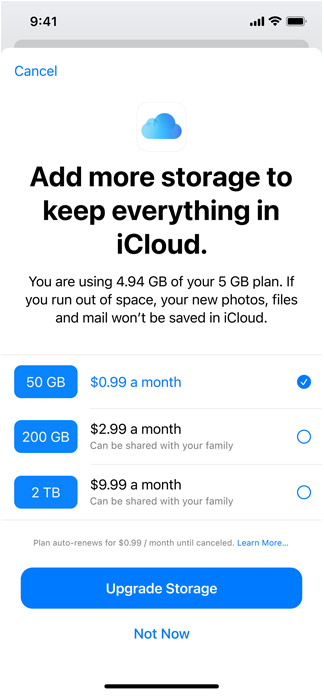 9:41
Cancel
Add more storage to
keep everything in
iCloud.
You are using 4.94 GB of your 5 GB plan. If
you run out of space, your new photos, files
and mail won’t be saved in iCloud.
50 GB $0.99 a month
200 GB $2.99 a month
Can be shared with your family
2 TB $9.99 a month
Can be shared with your family
Plan auto-renews for $0.99 / month until canceled. Learn More...
Upgrade Storage
Not Now